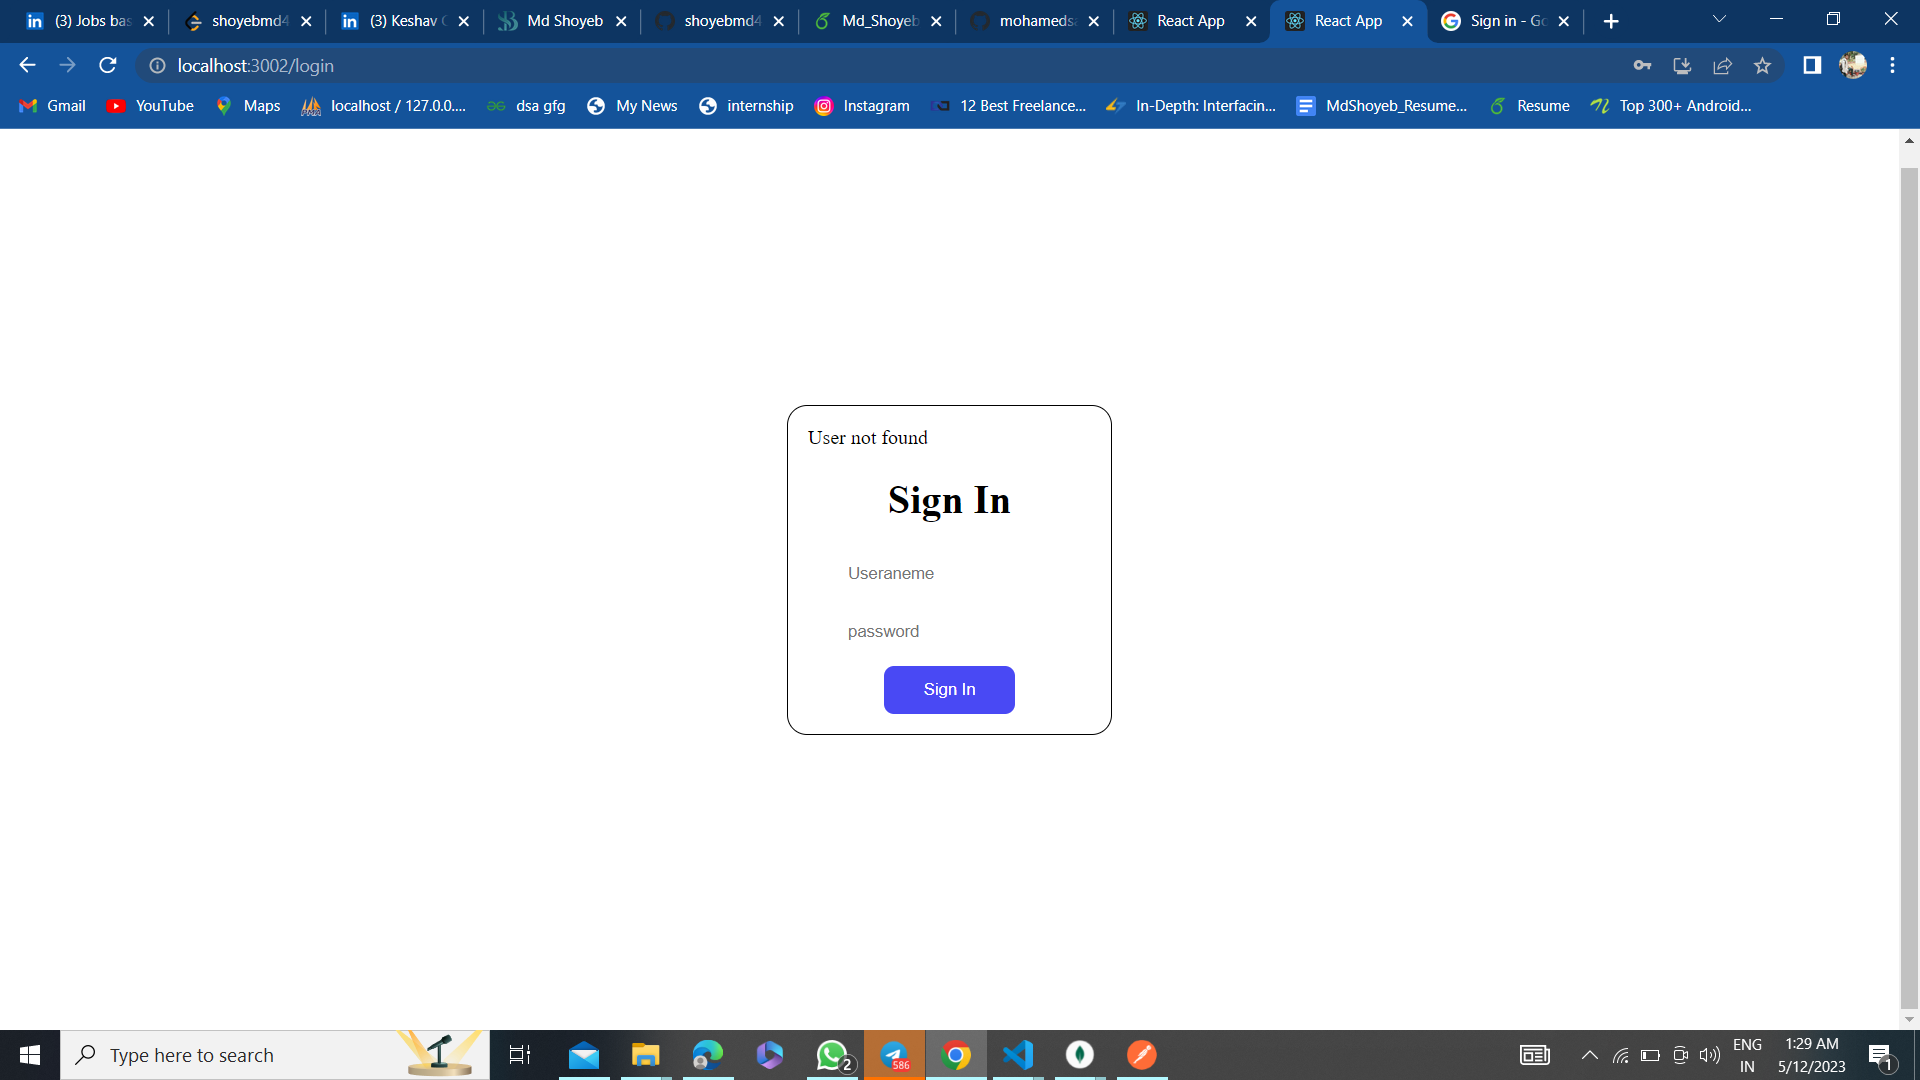 (3) Jobs bas
shoyebmd4
(3) Keshav
Md Shoyeb
shoyebmd4
Md_Shoyeb
mohamedsa
React App
React App
Sign in - Go
localhost:3002/login
Gmail
YouTube
Maps
localhost / 127.0.0....
dsa gfg
My News
internship
Instagram
12 Best Freelance...
In-Depth: Interfacin...
MdShoyeb_Resume...
Resume
Top 300+ Android...
User not found
Sign In
Useraneme
password
Sign In
Type here to search
2
586
ENG
IN
1:29 AM
5/12/2023
1